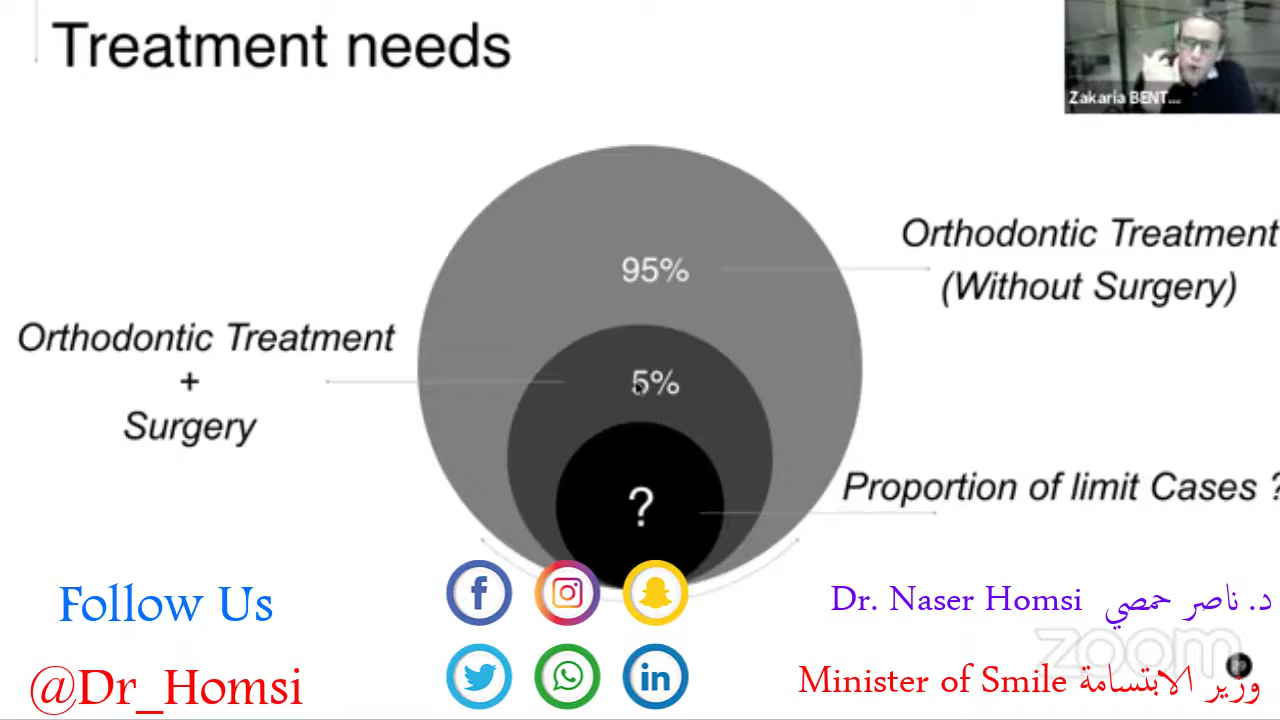 Treatment needs
Zakaria BENT...
95%
Orthodontic Treatment
(Without Surgery)
Orthodontic Treatment
+
Surgery
5%
?
Proportion of limit Cases ?
Follow Us
Dr. Naser Homsi د. ناصر حمصي
zoom
@Dr_Homsi
Minister of Smile وزير الابتسامة